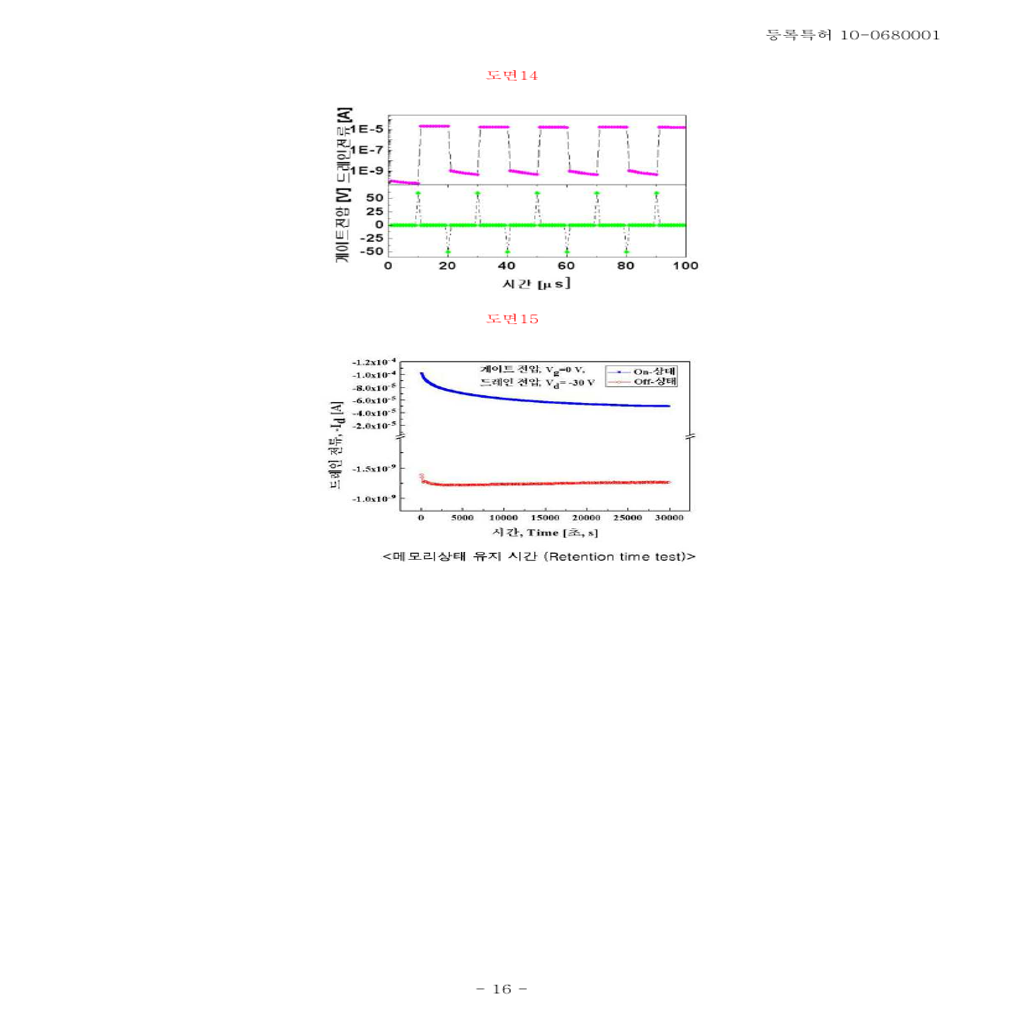 등록특허 10-0680001
도면14
드레인전류[A]
1E-5
1E-7
1E-9
게이트전압 [V]
50
25
0
-25
-50
0 20 40 60 80 100
시간 [μs]
도면15
드레인 전류, -Id [A]
-1.2x10-4
-1.0x10-4
-8.0x10-5
-6.0x10-5
-4.0x10-5
-2.0x10-5
-1.5x10-9
-1.0x10-9
게이트 전압, Vg=0 V,
드레인 전압, Vd= -30 V
On-상태
Off-상태
0 5000 10000 15000 20000 25000 30000
시간, Time [초, s]
<메모리상태 유지 시간 (Retention time test)>
- 16 -